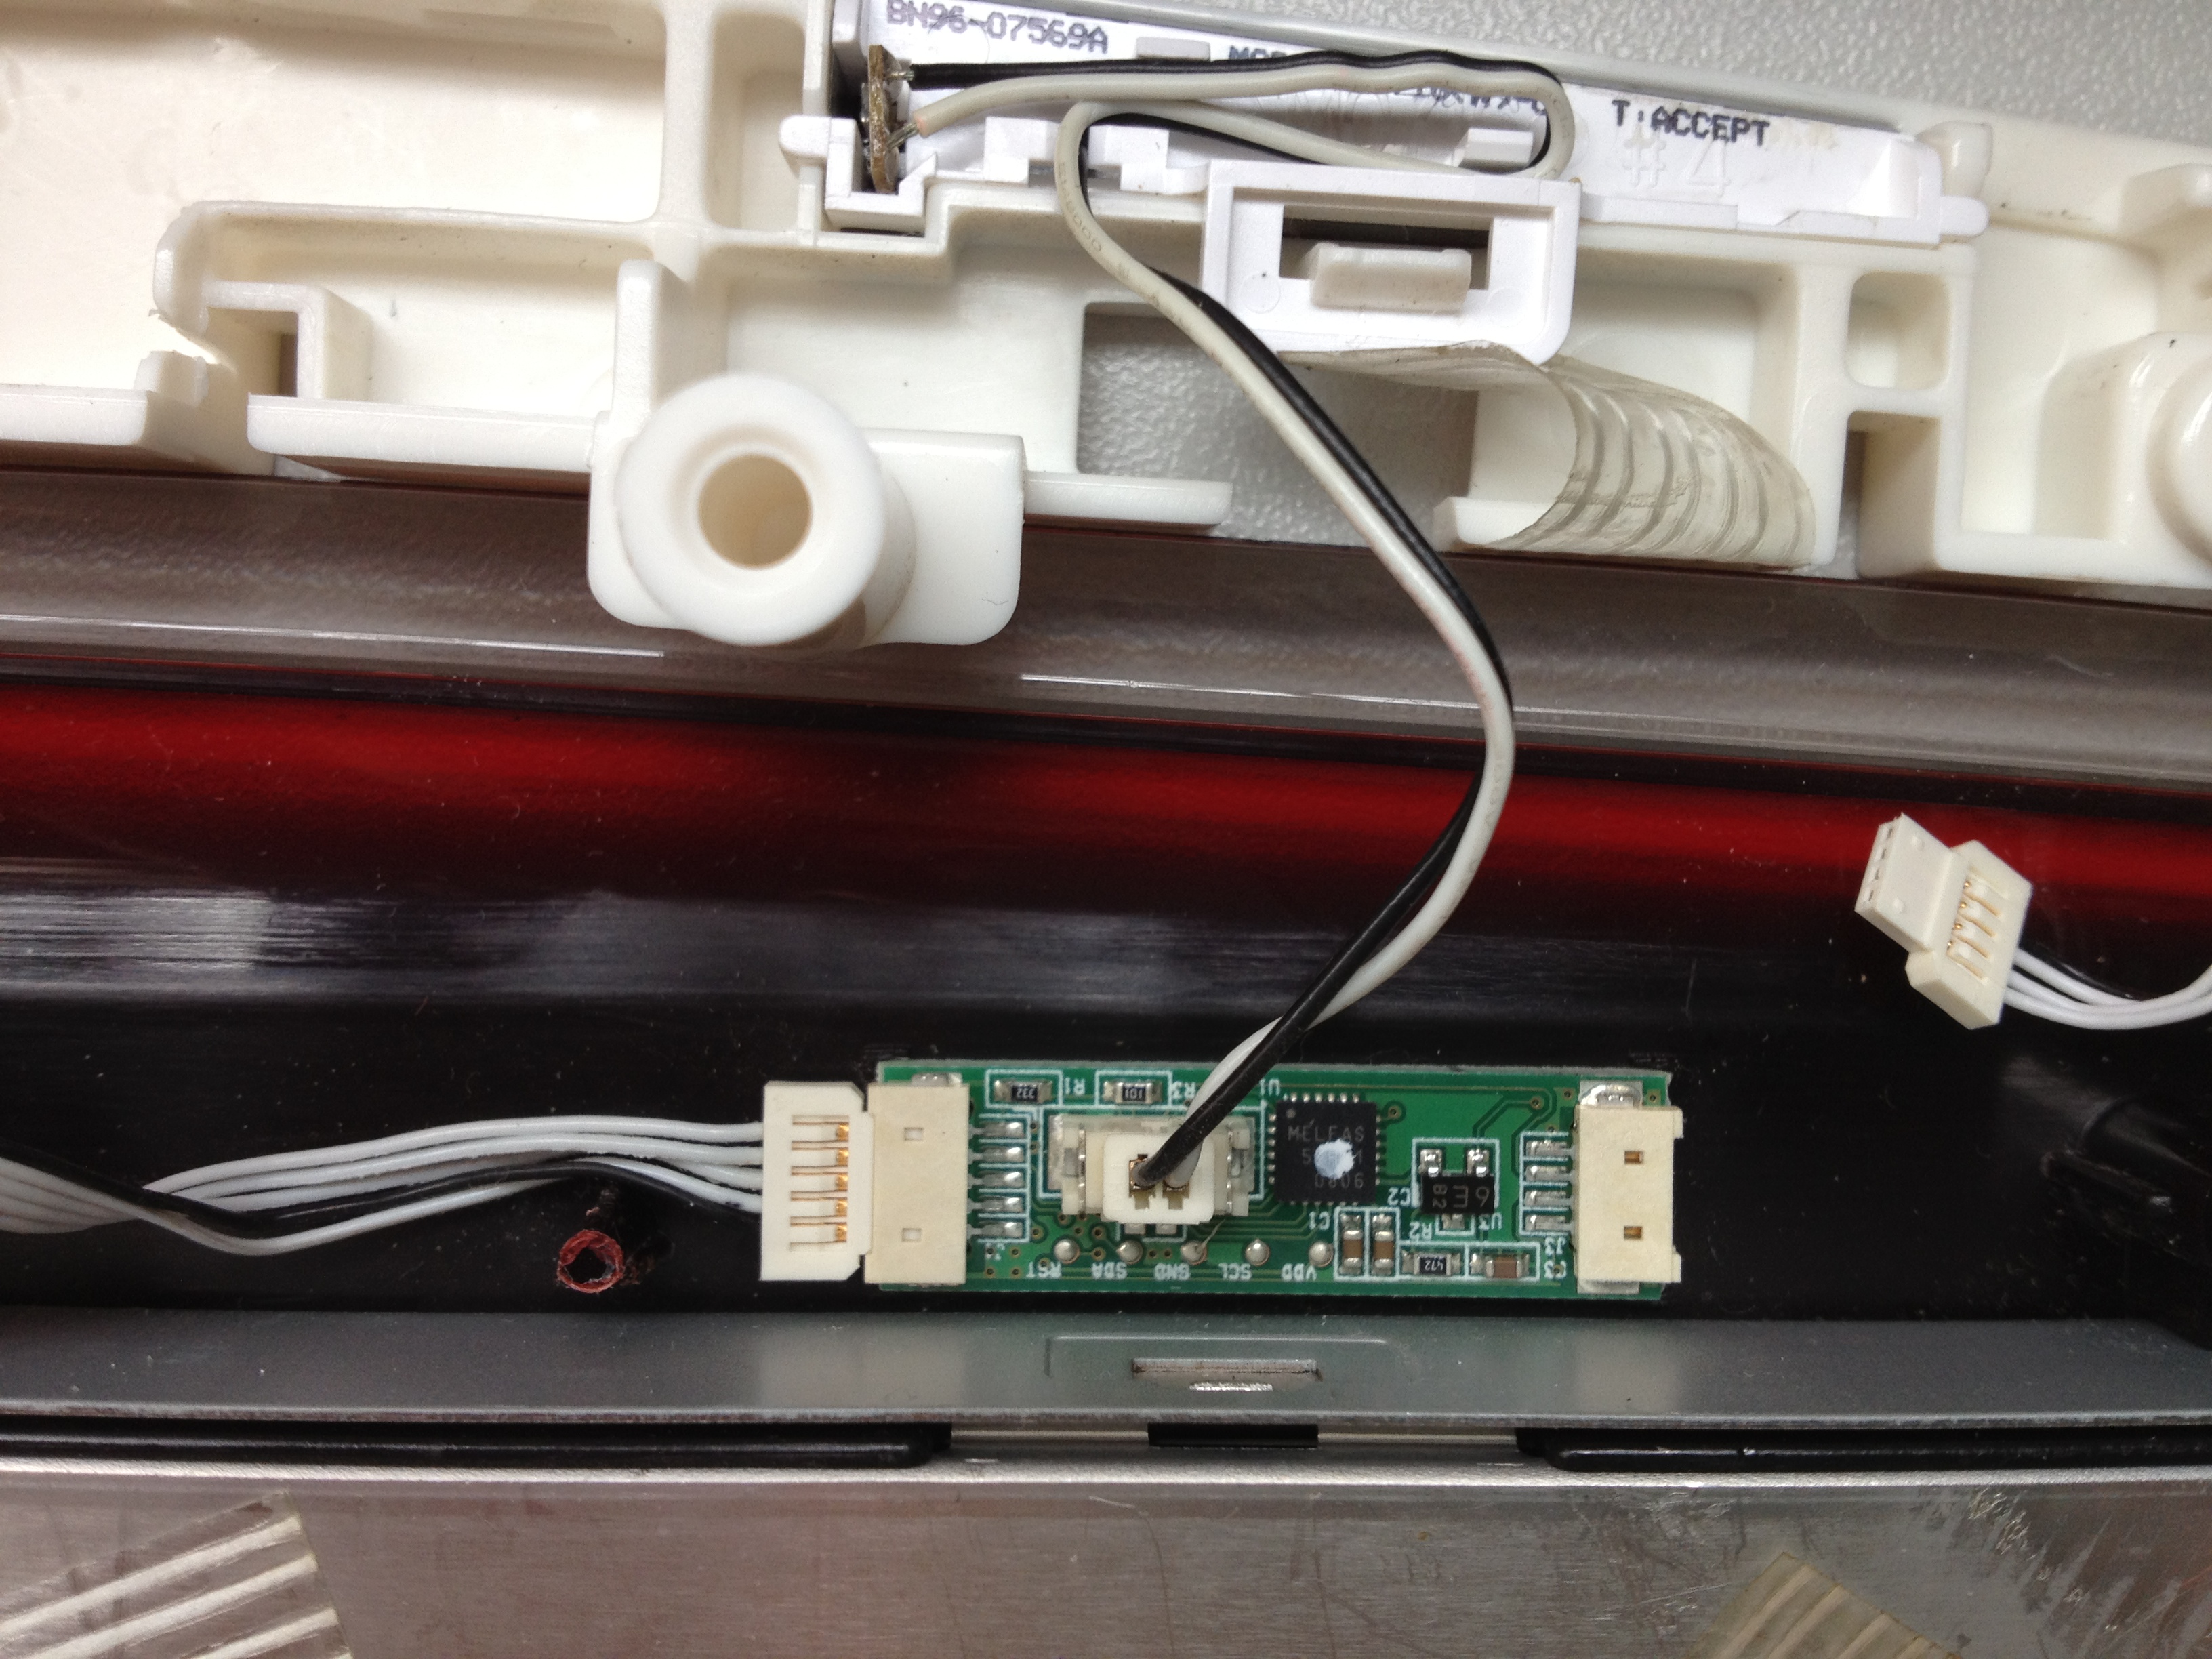 VDD SCL GND SDA RST
C3
472
J3
R2
U3
C1
6E
B2
C2
0806
MELFAS
U1
R3
101
R1
332
T:ACCEPT
BN96-07569A